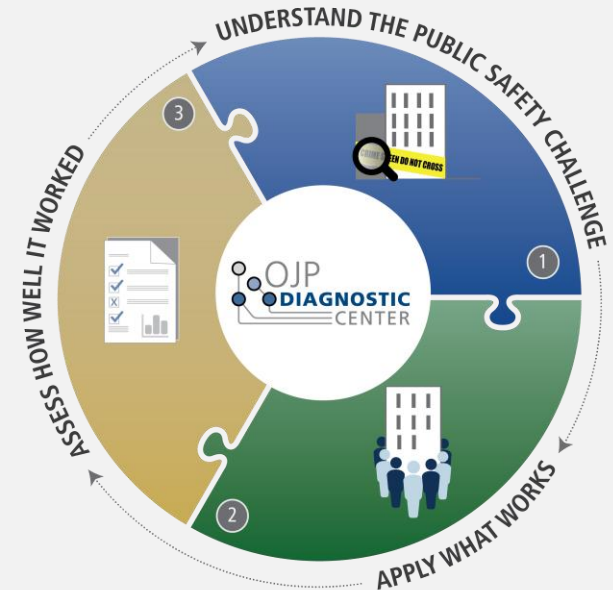 UNDERSTAND THE PUBLIC SAFETY CHALLENGE
1
APPLY WHAT WORKS
2
ASSESS HOW WELL IT WORKED
3
OJP
DIAGNOSTIC
CENTER
DO NOT CROSS